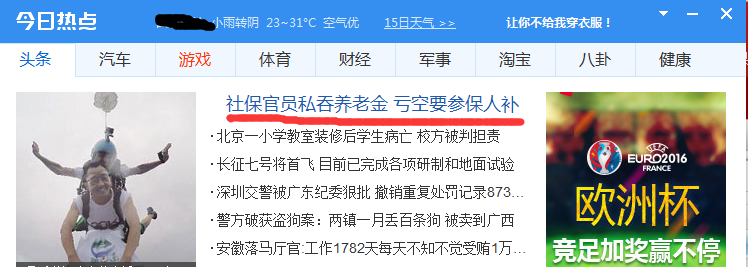 今日热点
小雨转阴 23~31℃ 空气优
15日天气 >>
让你不给我穿衣服！
头条 汽车 游戏 体育 财经 军事 淘宝 八卦 健康
社保官员私吞养老金 亏空要参保人补
·北京一小学教室装修后学生病亡 校方被判担责
·长征七号将首飞 目前已完成各项研制和地面试验
·深圳交警被广东纪委狠批 撤销重复处罚记录873...
·警方破获盗狗案：两镇一月丢百条狗 被卖到广西
·安徽落马厅官:工作1782天每天不知不觉受贿1万...
UEFA
EURO2016
FRANCE
欧洲杯
竞足加奖赢不停